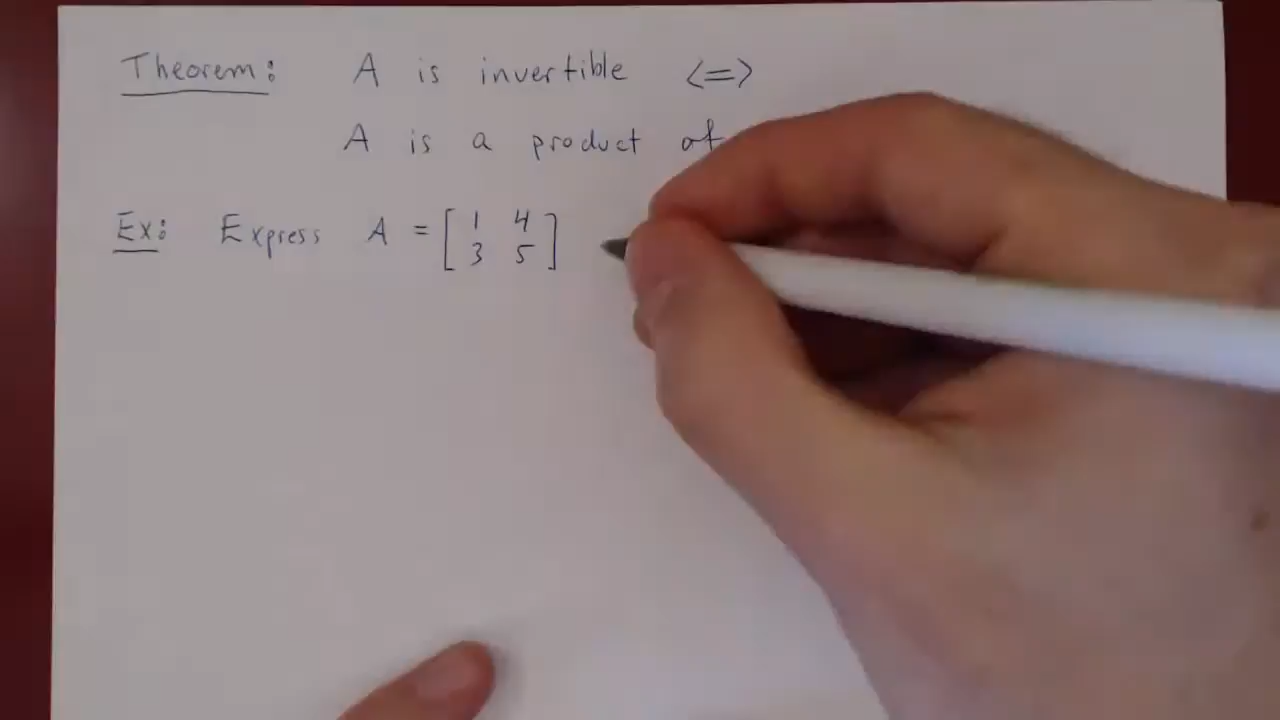 Theorem: A is invertible <=>
A is a product of
Ex: Express A = [1 4
3 5]